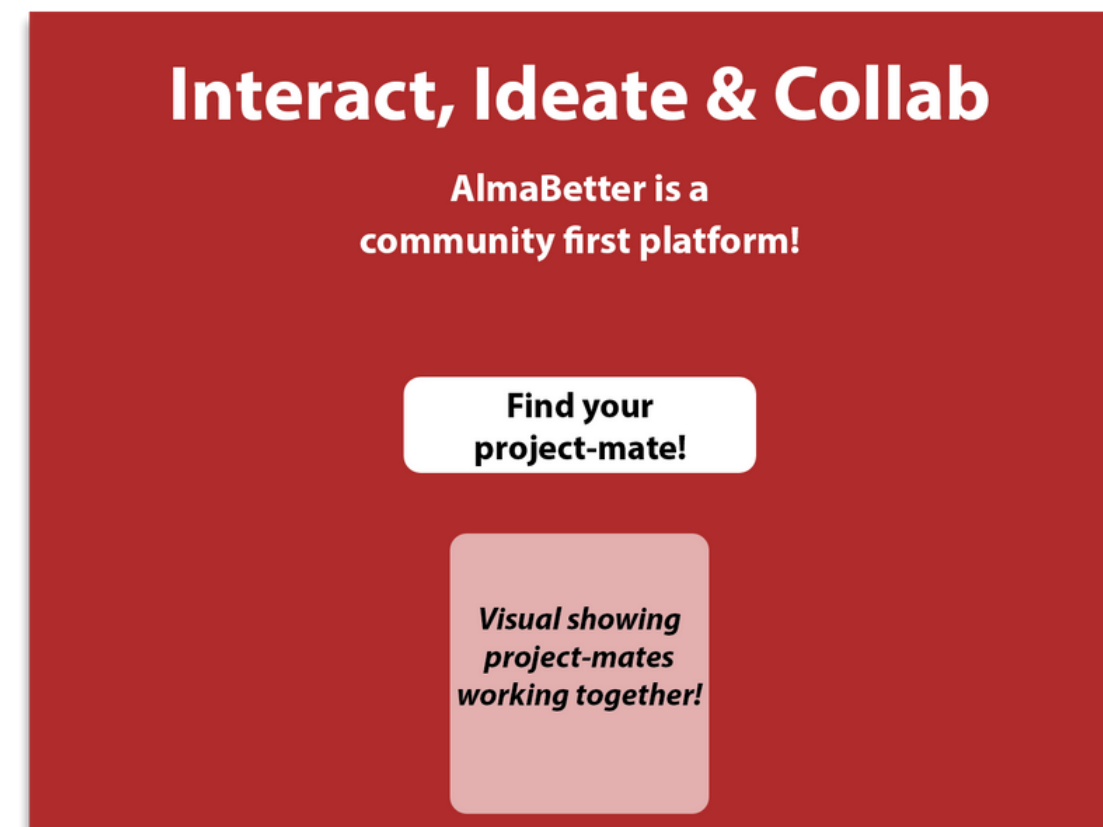 Interact, Ideate & Collab
AlmaBetter is a
community first platform!
Find your
project-mate!
Visual showing
project-mates
working together!